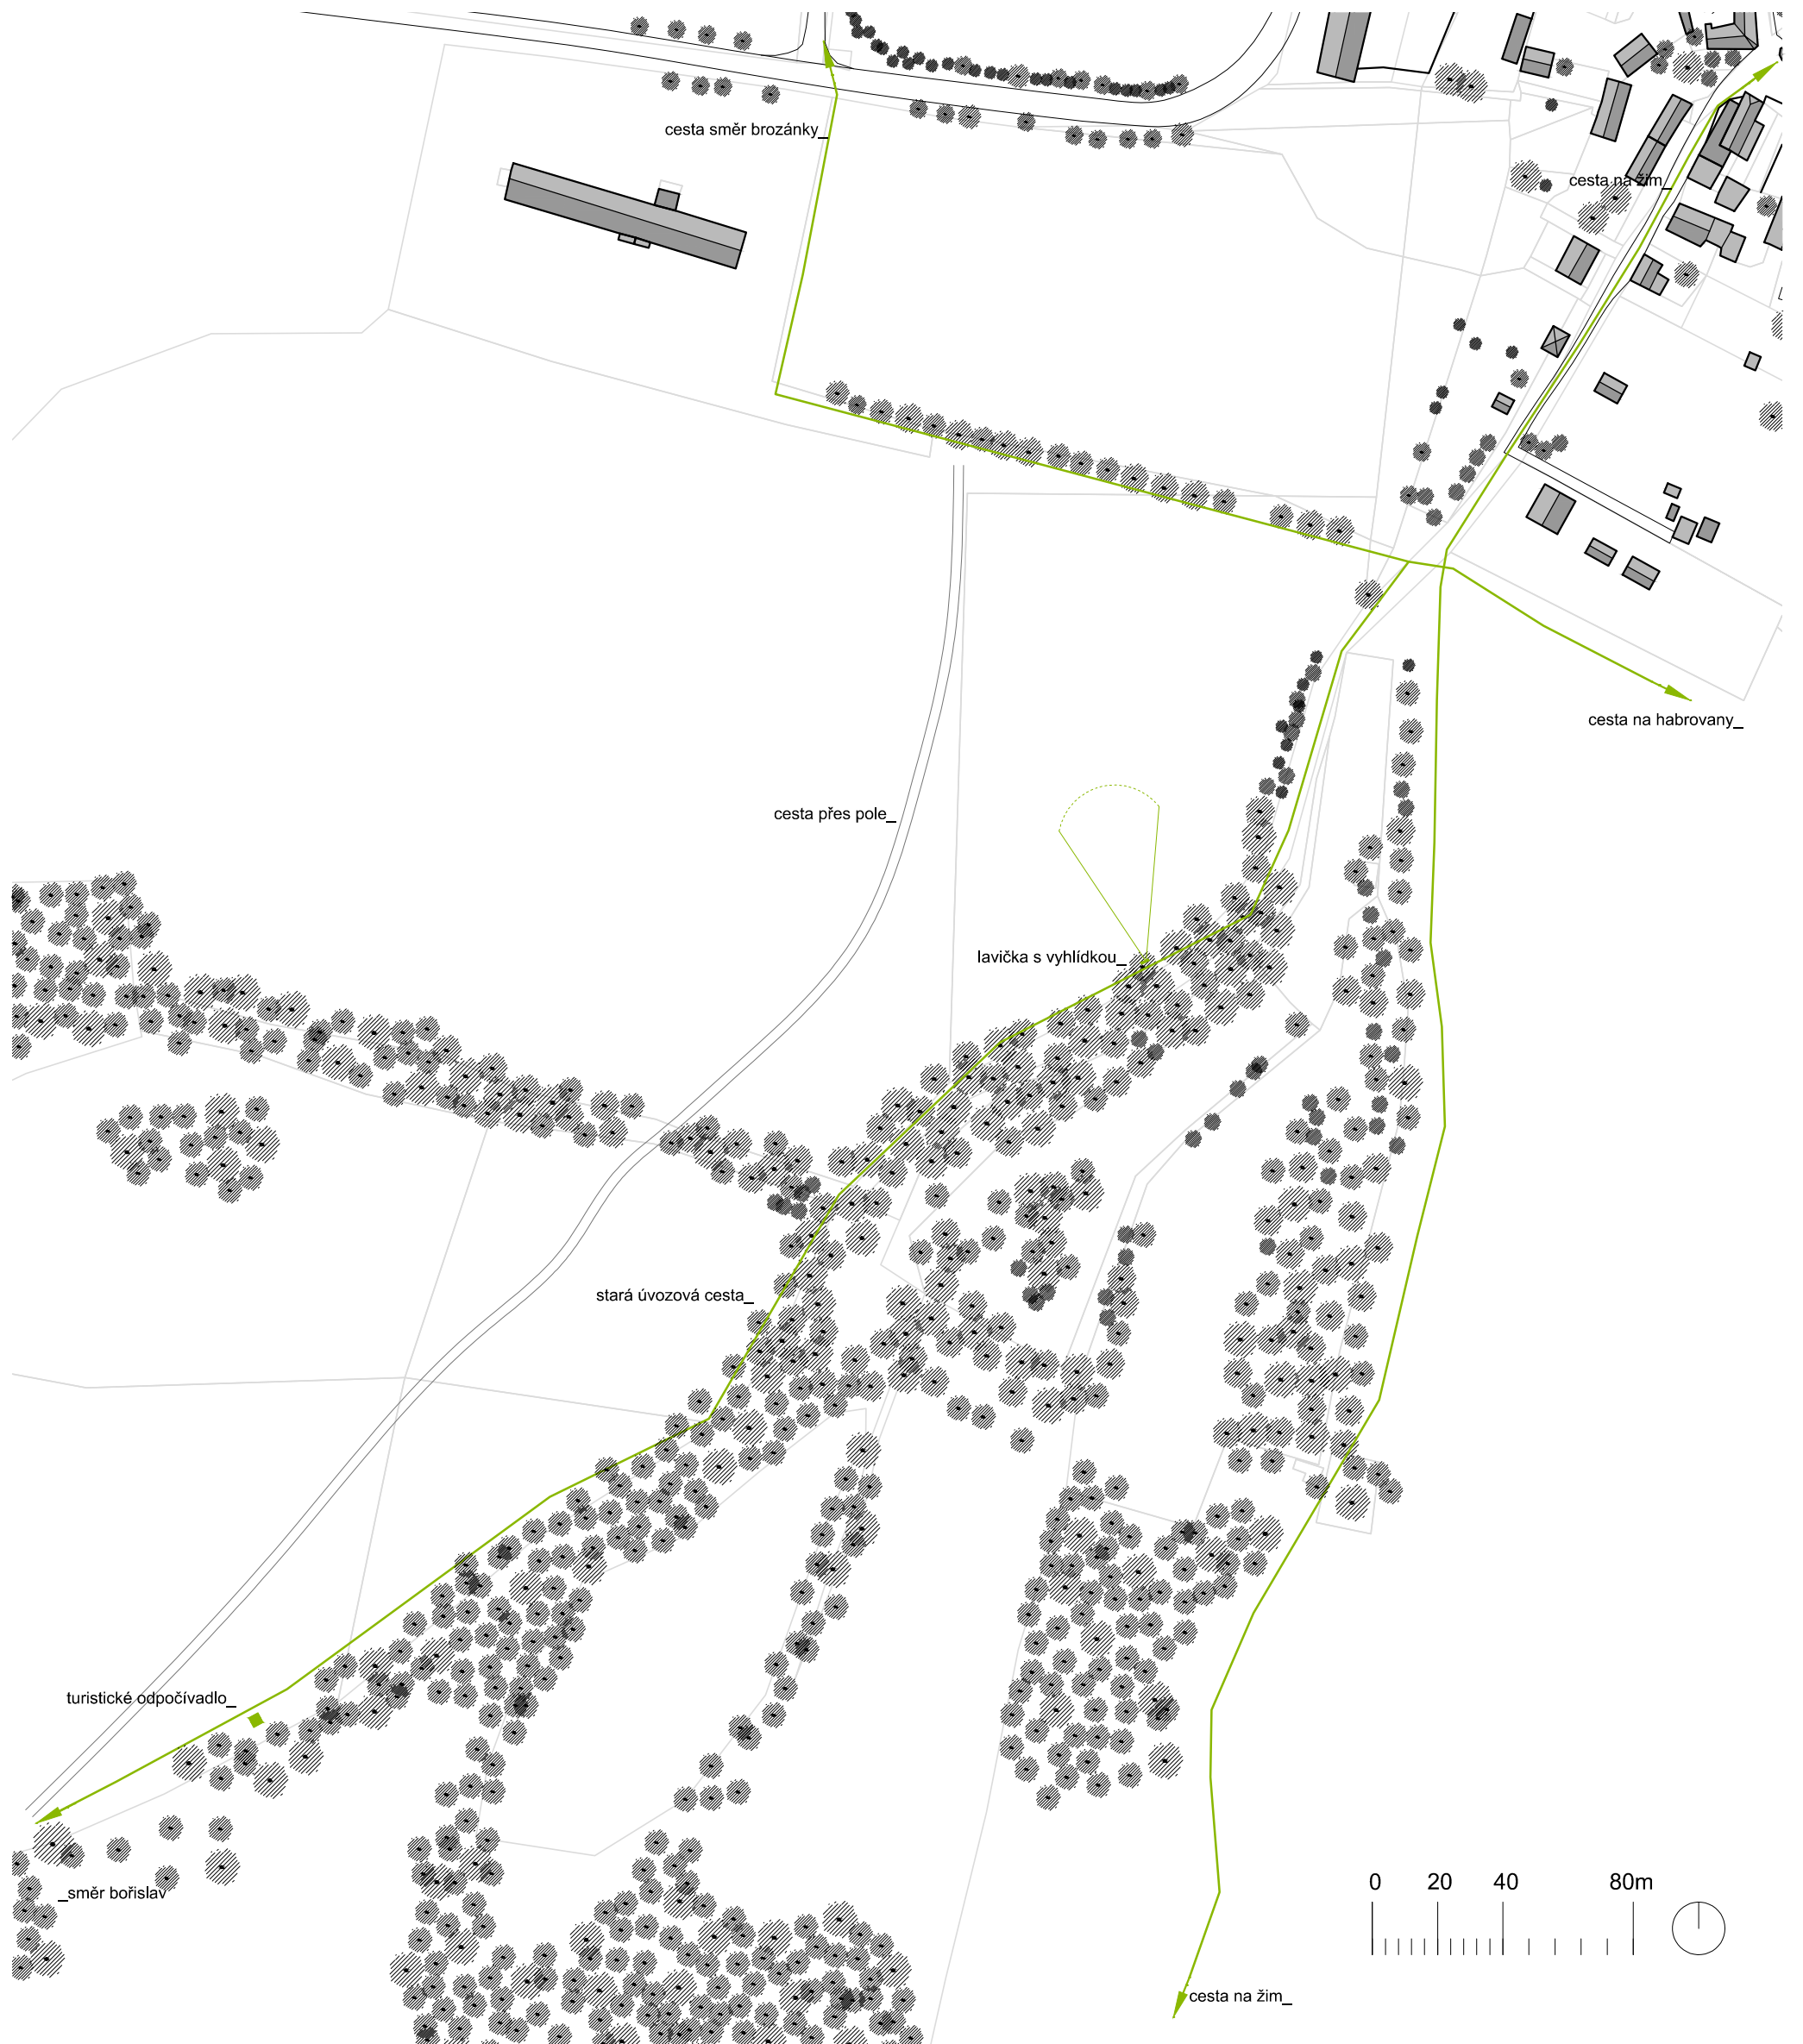 cesta směr brozánky_
cesta na žim_
cesta na habrovany_
cesta přes pole_
lavička s vyhlídkou_
stará úvozová cesta_
turistické odpočívadlo_
_směr bořislav
0 20 40 80m
cesta na žim_